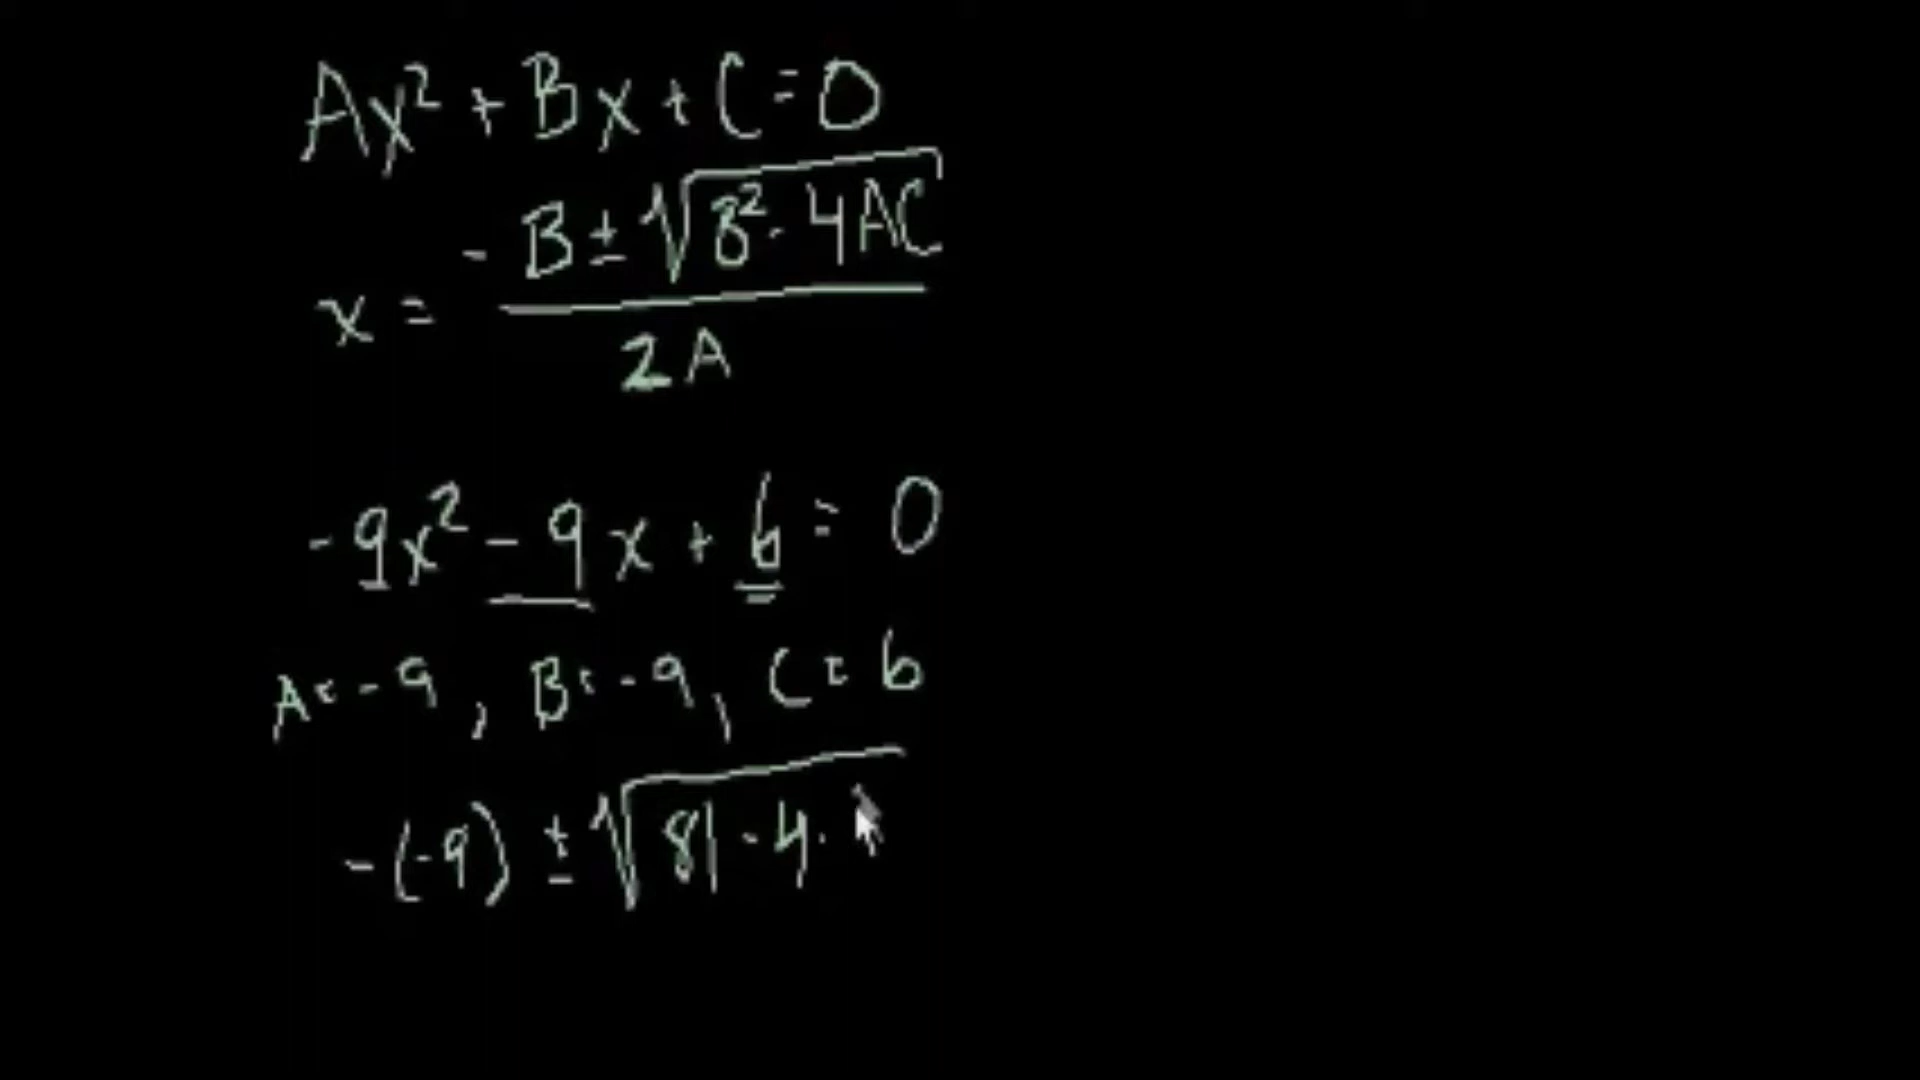 Ax² + Bx + C = 0
x = (-B ± √(B² - 4AC)) / 2A
-9x² - 9x + 6 = 0
A = -9, B = -9, C = 6
-(-9) ± √(81 - 4 ·